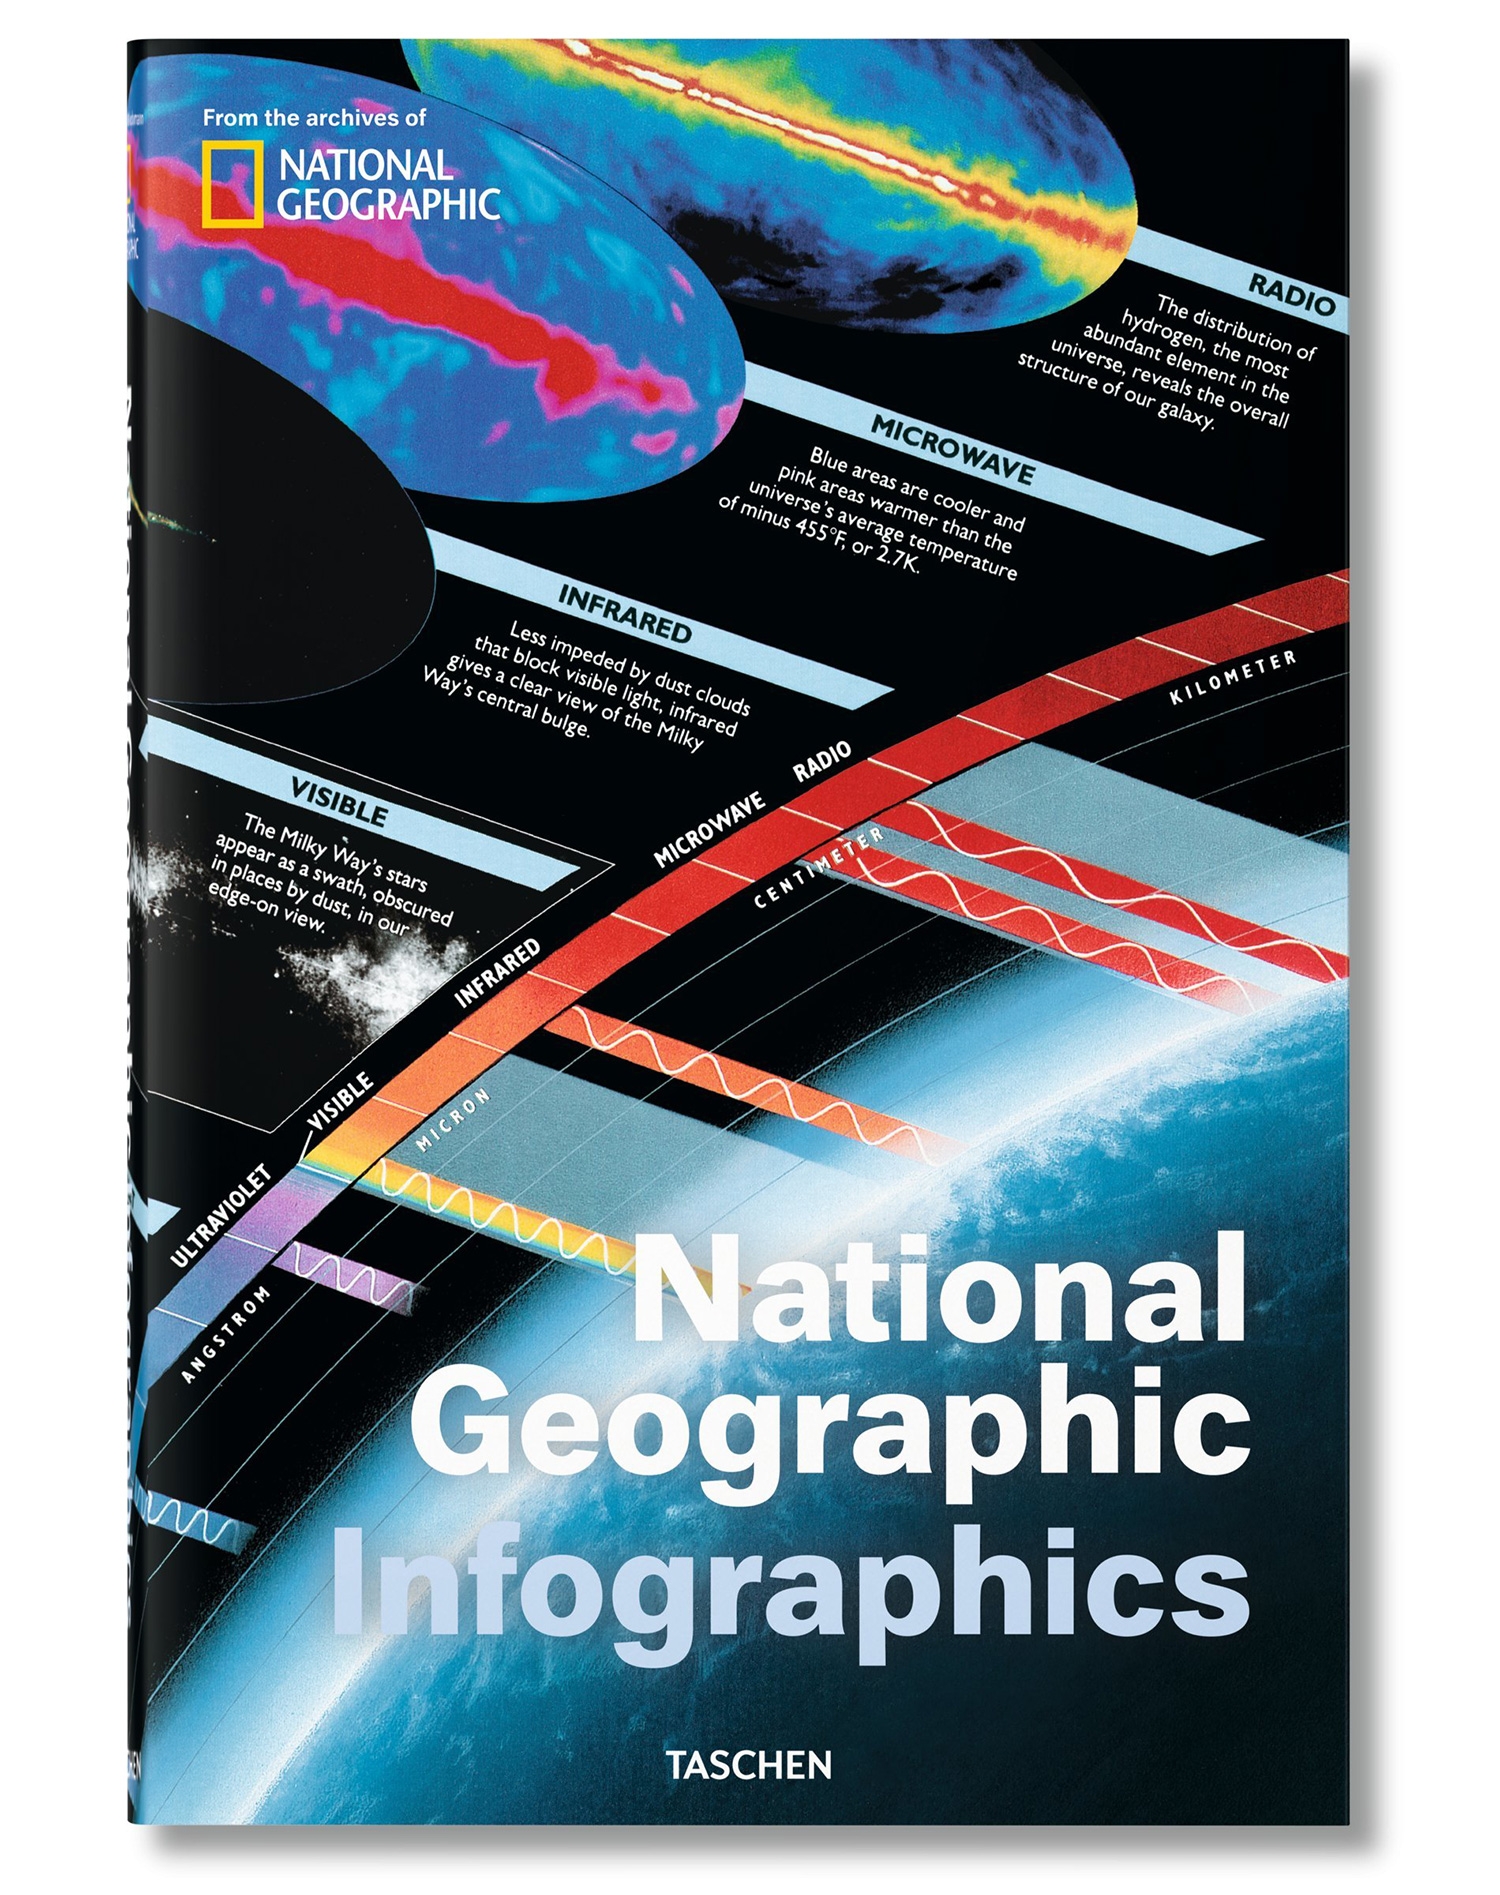 From the archives of
NATIONAL
GEOGRAPHIC
RADIO
The distribution of
hydrogen, the most
abundant element in the
universe, reveals the overall
structure of our galaxy.
MICROWAVE
Blue areas are cooler and
pink areas warmer than the
universe's average temperature
of minus 455°F, or 2.7K.
INFRARED
Less impeded by dust clouds
that block visible light, infrared
gives a clear view of the Milky
Way's central bulge.
VISIBLE
The Milky Way's stars
appear as a swath, obscured
in places by dust, in our
edge-on view.
KILOMETER
RADIO
MICROWAVE
CENTIMETER
INFRARED
VISIBLE
MICRON
ULTRAVIOLET
ANGSTROM
National
Geographic
Infographics
TASCHEN